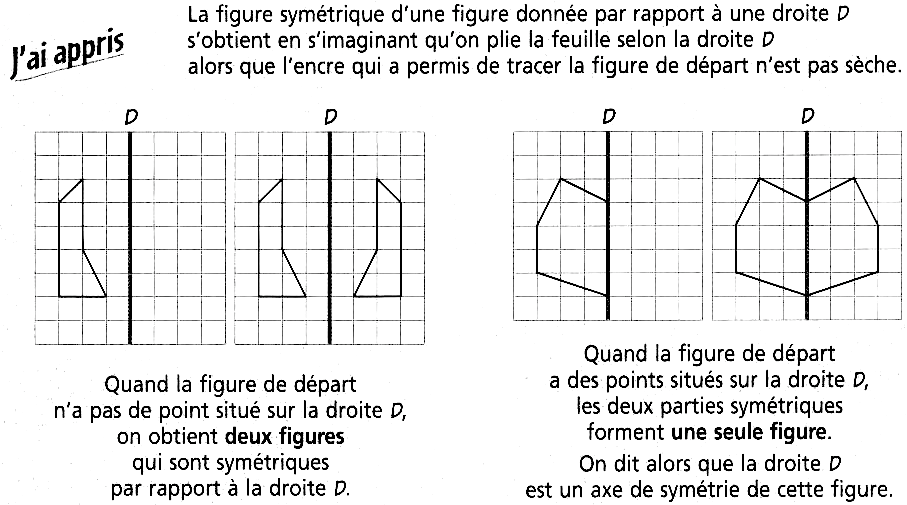 J'ai appris
La figure symétrique d'une figure donnée par rapport à une droite D
s'obtient en s'imaginant qu'on plie la feuille selon la droite D
alors que l'encre qui a permis de tracer la figure de départ n'est pas sèche.
D
D
D
D
Quand la figure de départ
n'a pas de point situé sur la droite D,
on obtient deux figures
qui sont symétriques
par rapport à la droite D.
Quand la figure de départ
a des points situés sur la droite D,
les deux parties symétriques
forment une seule figure.
On dit alors que la droite D
est un axe de symétrie de cette figure.